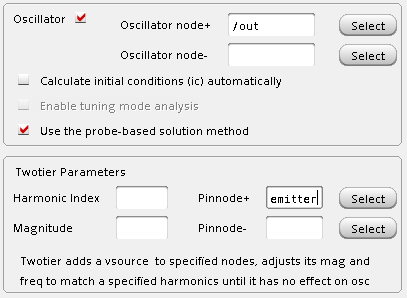 Oscillator
Oscillator node+ /out Select
Oscillator node- Select
Calculate initial conditions (ic) automatically
Enable tuning mode analysis
Use the probe-based solution method
Twotier Parameters
Harmonic Index Pinnode+ emitter Select
Magnitude Pinnode- Select
Twotier adds a vsource to specified nodes, adjusts its mag and
freq to match a specified harmonics until it has no effect on osc